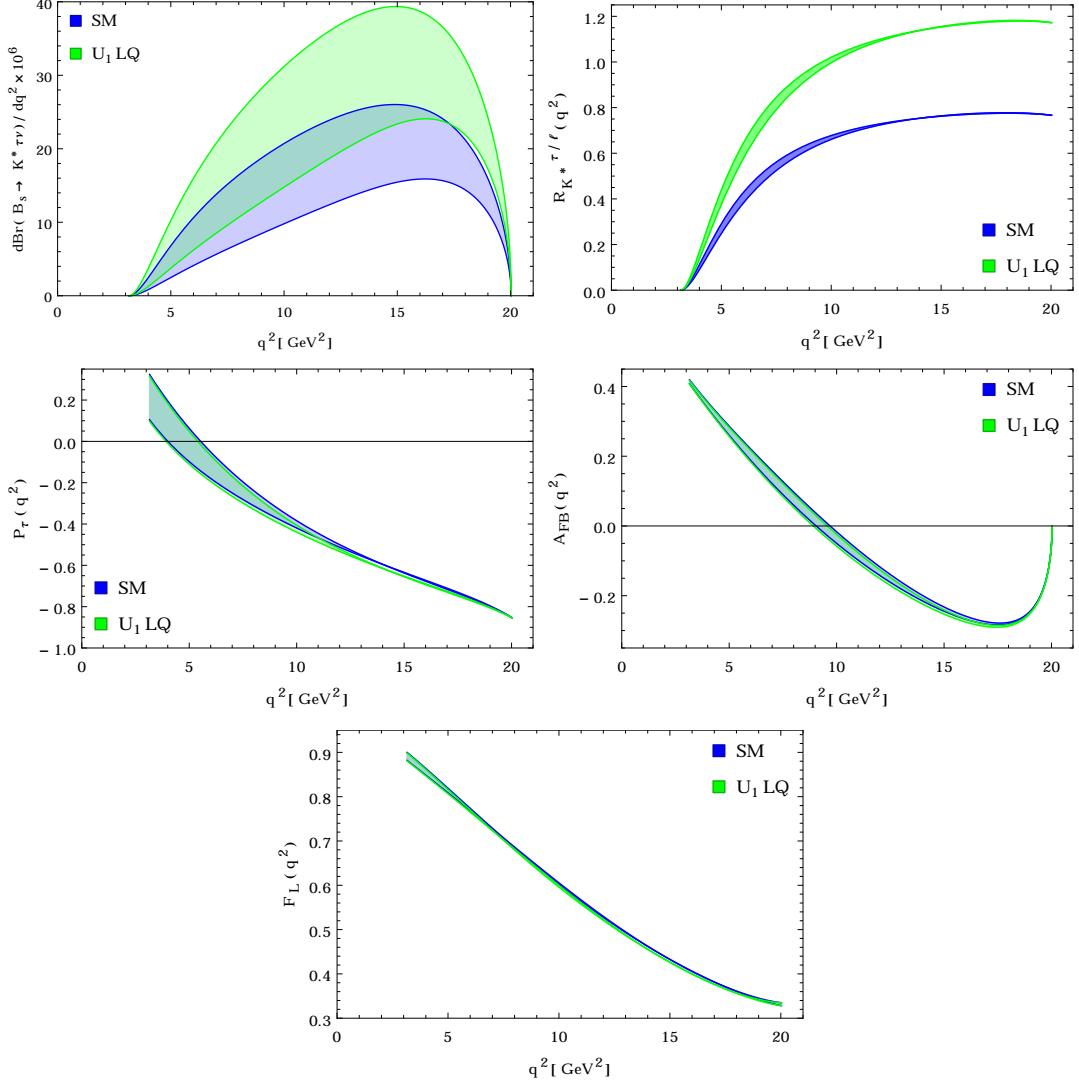 dBr( B_s → K* τν) / dq² × 10⁶
40
30
20
10
0
0 5 10 15 20
q² [ GeV² ]
SM
U₁ LQ
R_K* ^τ/ℓ ( q² )
1.2
1.0
0.8
0.6
0.4
0.2
0.0
0 5 10 15 20
q² [ GeV² ]
SM
U₁ LQ
P_τ ( q² )
0.2
0.0
− 0.2
− 0.4
− 0.6
− 0.8
− 1.0
0 5 10 15 20
q² [ GeV² ]
SM
U₁ LQ
A_FB ( q² )
0.4
0.2
0.0
− 0.2
0 5 10 15 20
q² [ GeV² ]
SM
U₁ LQ
F_L ( q² )
0.9
0.8
0.7
0.6
0.5
0.4
0.3
0 5 10 15 20
q² [ GeV² ]
SM
U₁ LQ